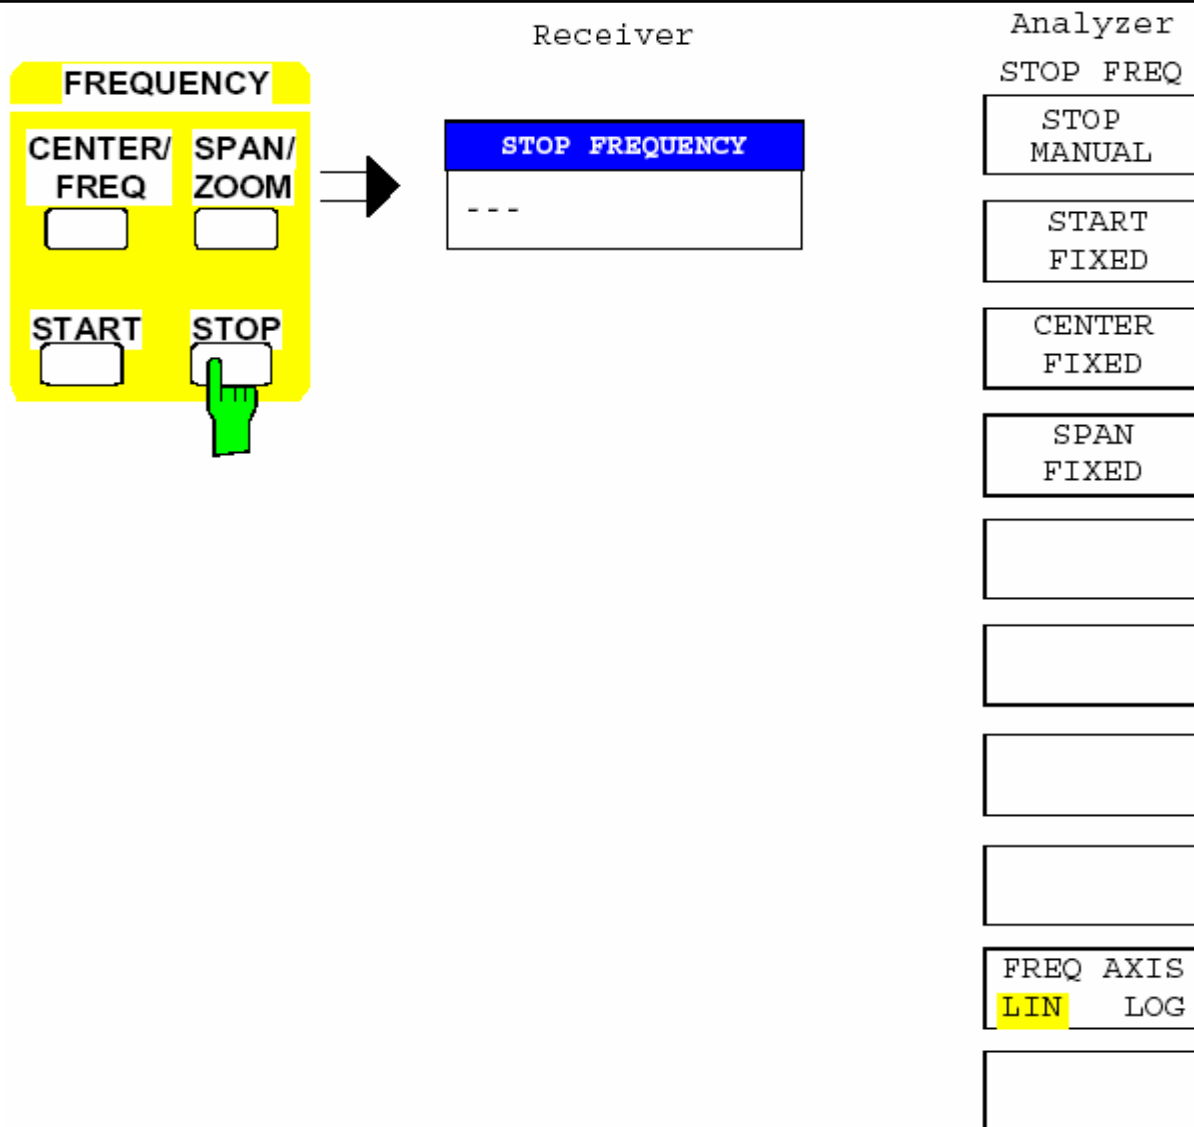 Receiver
Analyzer
FREQUENCY
STOP FREQ
CENTER/
FREQ
SPAN/
ZOOM
START
STOP
STOP FREQUENCY
---
STOP
MANUAL
START
FIXED
CENTER
FIXED
SPAN
FIXED
FREQ AXIS
LIN LOG